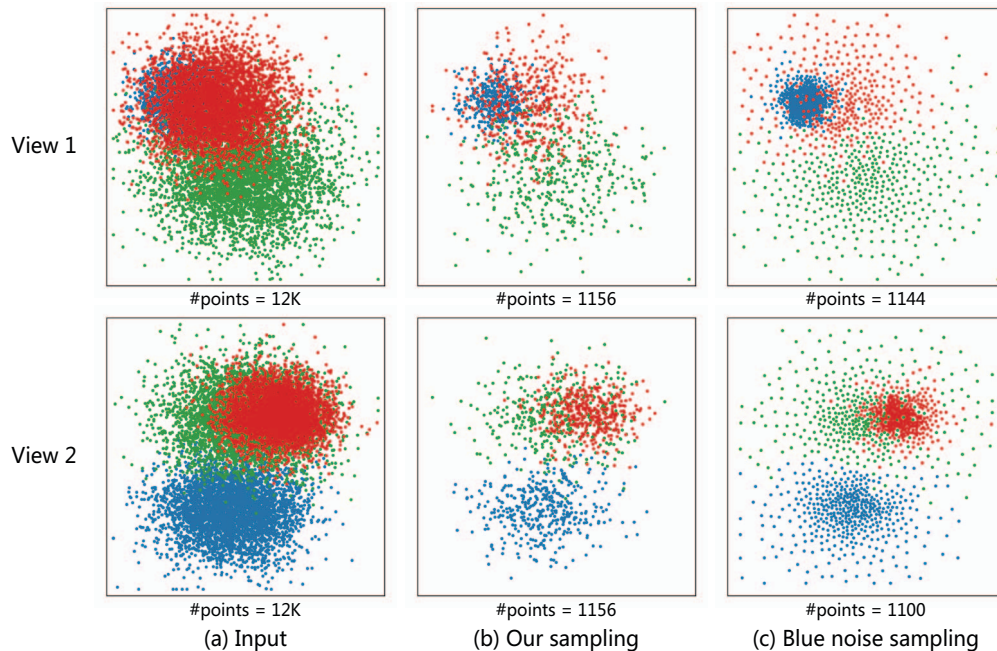 View 1
#points = 12K
#points = 1156
#points = 1144
View 2
#points = 12K
#points = 1156
#points = 1100
(a) Input
(b) Our sampling
(c) Blue noise sampling